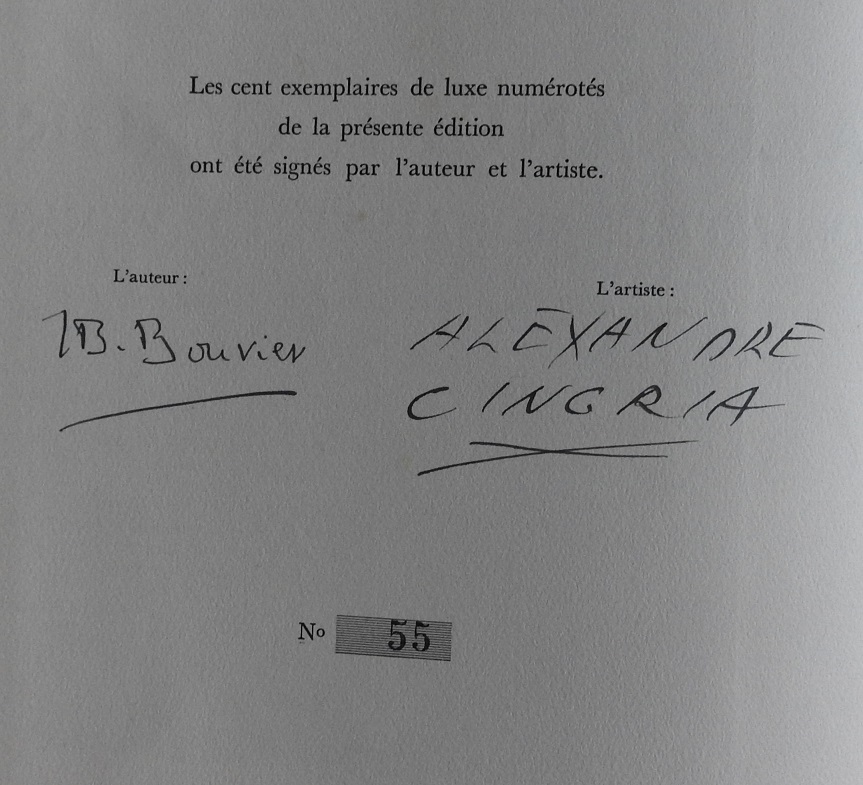 Les cent exemplaires de luxe numérotés
de la présente édition
ont été signés par l'auteur et l'artiste.
L'auteur :
L'artiste :
JB. Bouvier
ALEXANDRE
CINGRIA
No 55